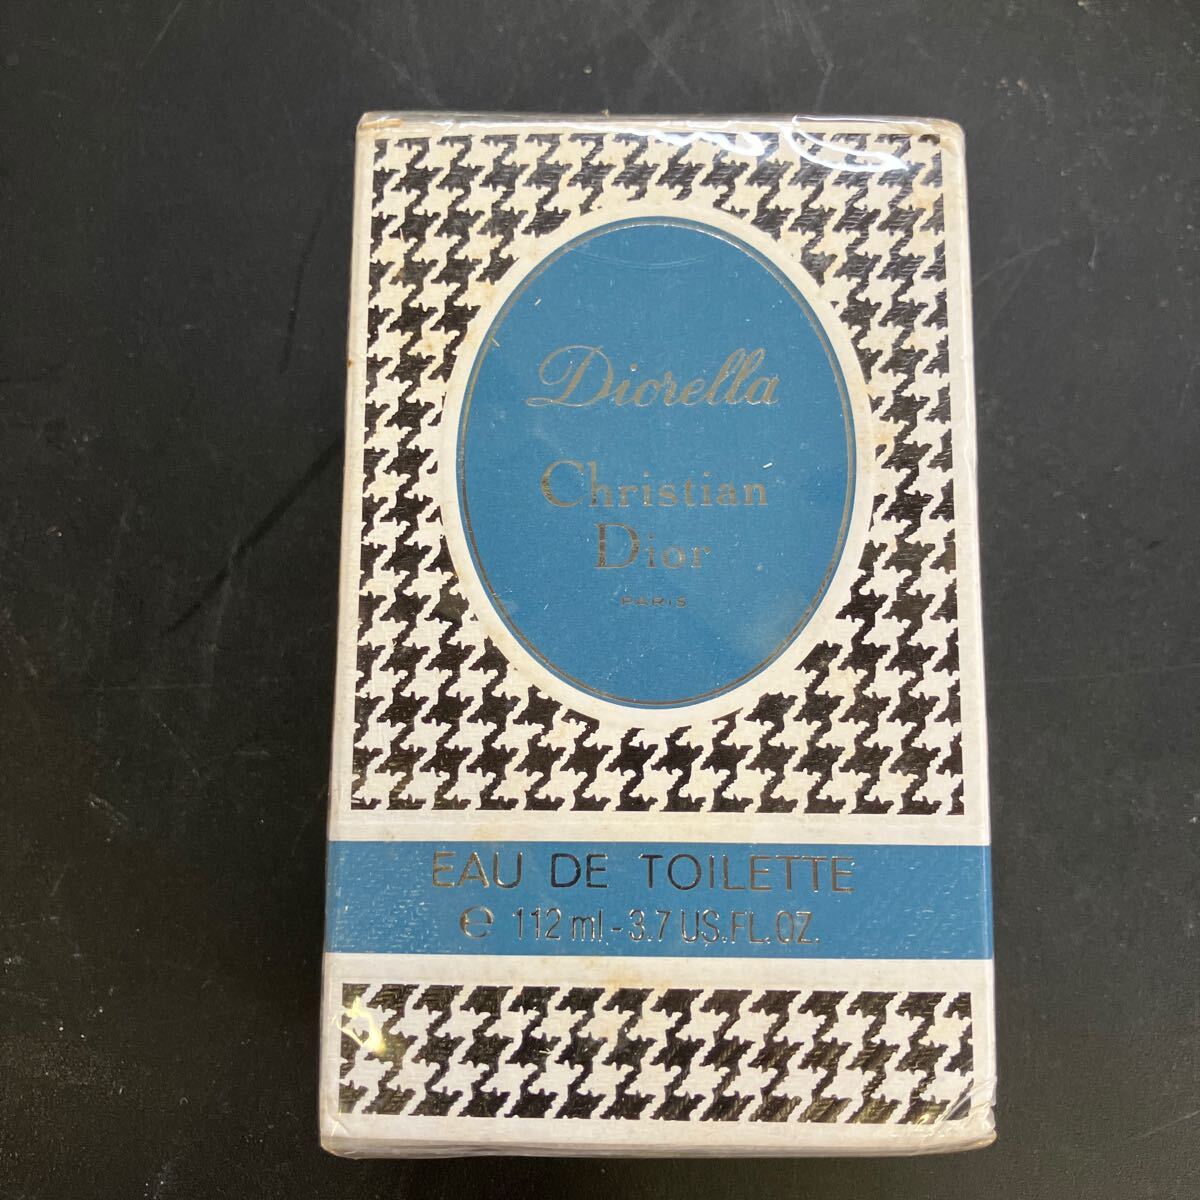 Diorella
Christian
Dior
PARIS
EAU DE TOILETTE
℮ 112 ml - 3.7 US.FL.OZ.